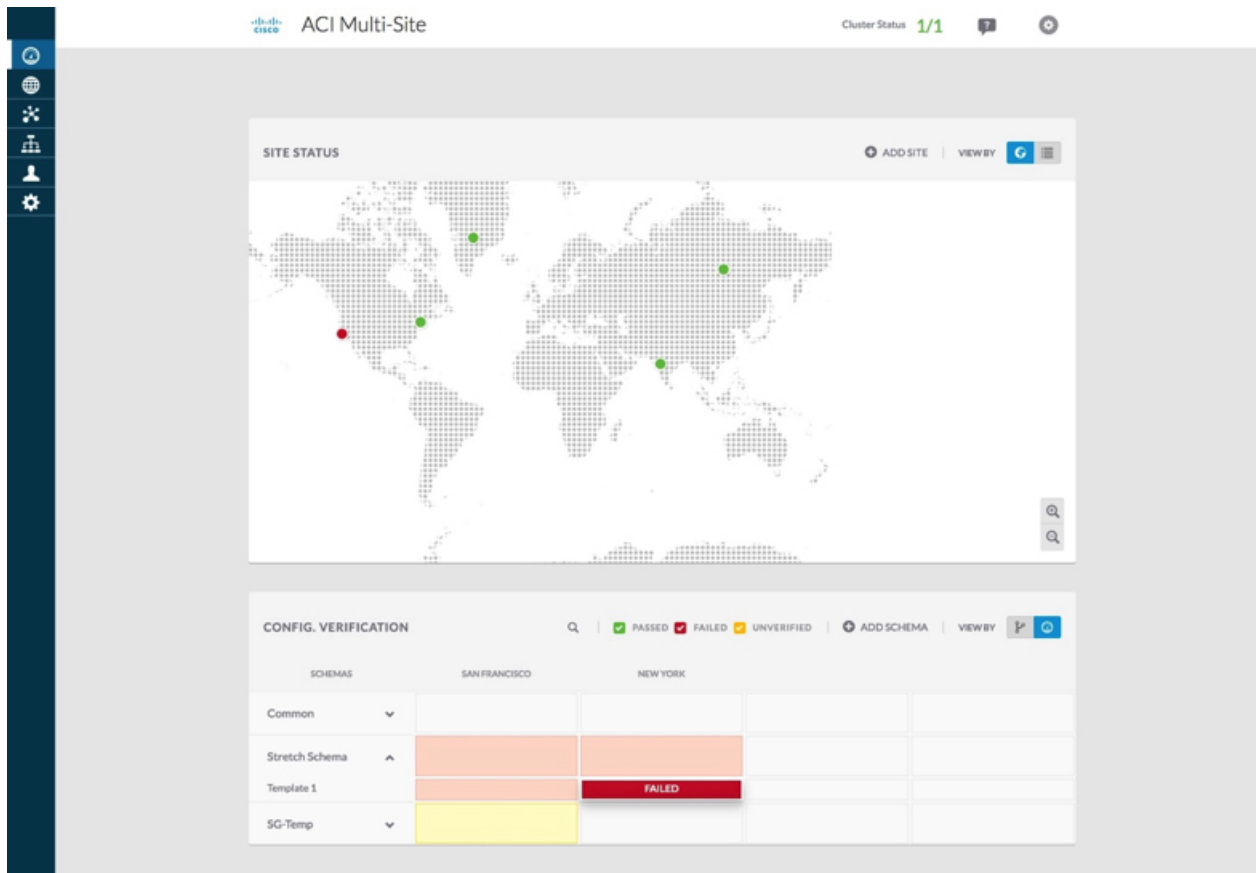 cisco ACI Multi-Site Cluster Status 1/1 ?
SITE STATUS ADD SITE VIEW BY
CONFIG. VERIFICATION PASSED FAILED UNVERIFIED ADD SCHEMA VIEW BY
SCHEMAS SAN FRANCISCO NEW YORK
Common
Stretch Schema
Template 1 FAILED
SG-Temp